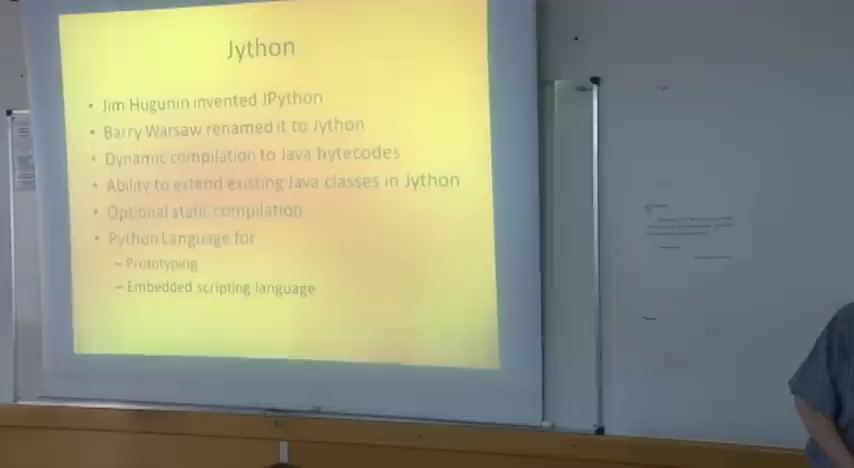 Jython
• Jim Hugunin invented JPython
• Barry Warsaw renamed it to Jython
• Dynamic compilation to Java bytecodes
• Ability to extend existing Java classes in Jython
• Optional static compilation
• Python Language for
– Prototyping
– Embedded scripting language